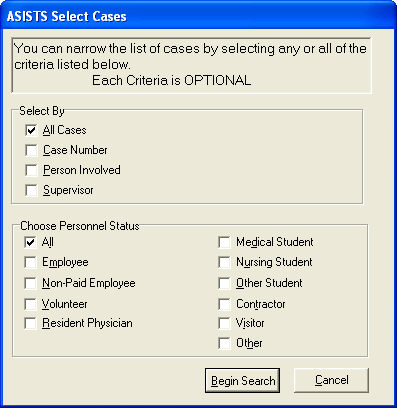 ASISTS Select Cases
You can narrow the list of cases by selecting any or all of the
criteria listed below.
Each Criteria is OPTIONAL
Select By
All Cases
Case Number
Person Involved
Supervisor
Choose Personnel Status
All
Employee
Non-Paid Employee
Volunteer
Resident Physician
Medical Student
Nursing Student
Other Student
Contractor
Visitor
Other
Begin Search
Cancel